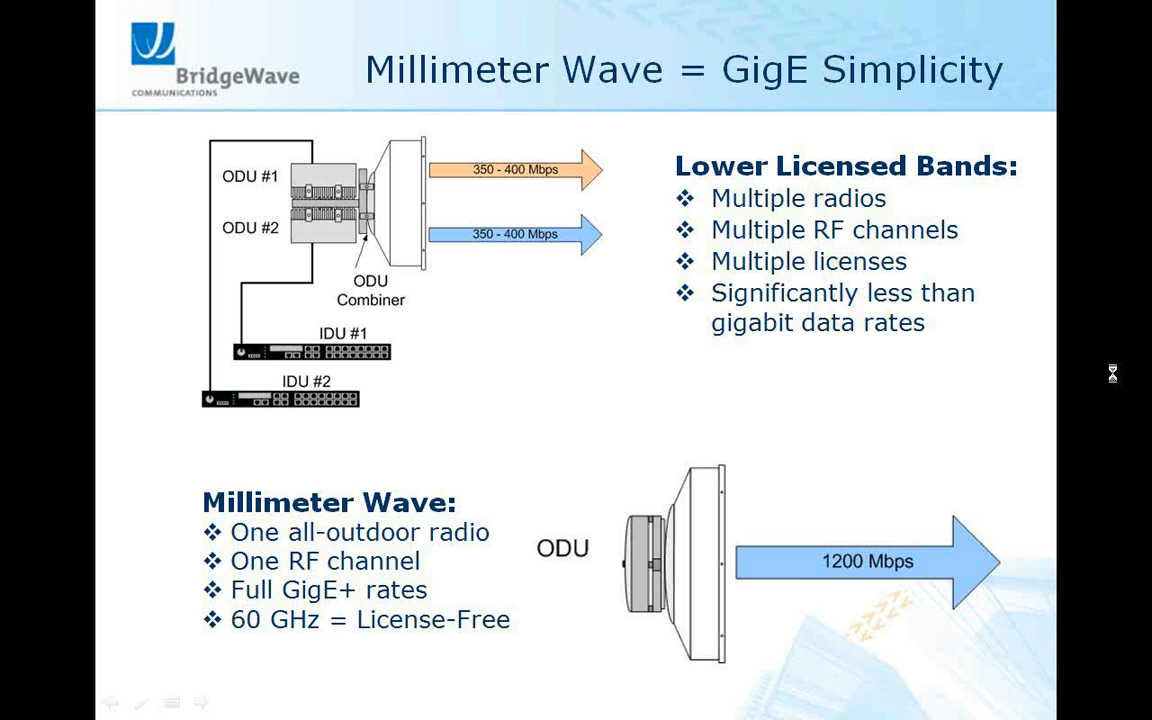 BridgeWave
COMMUNICATIONS
Millimeter Wave = GigE Simplicity
ODU #1
ODU #2
350 - 400 Mbps
350 - 400 Mbps
ODU
Combiner
IDU #1
IDU #2
Lower Licensed Bands:
❖ Multiple radios
❖ Multiple RF channels
❖ Multiple licenses
❖ Significantly less than
gigabit data rates
Millimeter Wave:
❖ One all-outdoor radio
❖ One RF channel
❖ Full GigE+ rates
❖ 60 GHz = License-Free
ODU
1200 Mbps